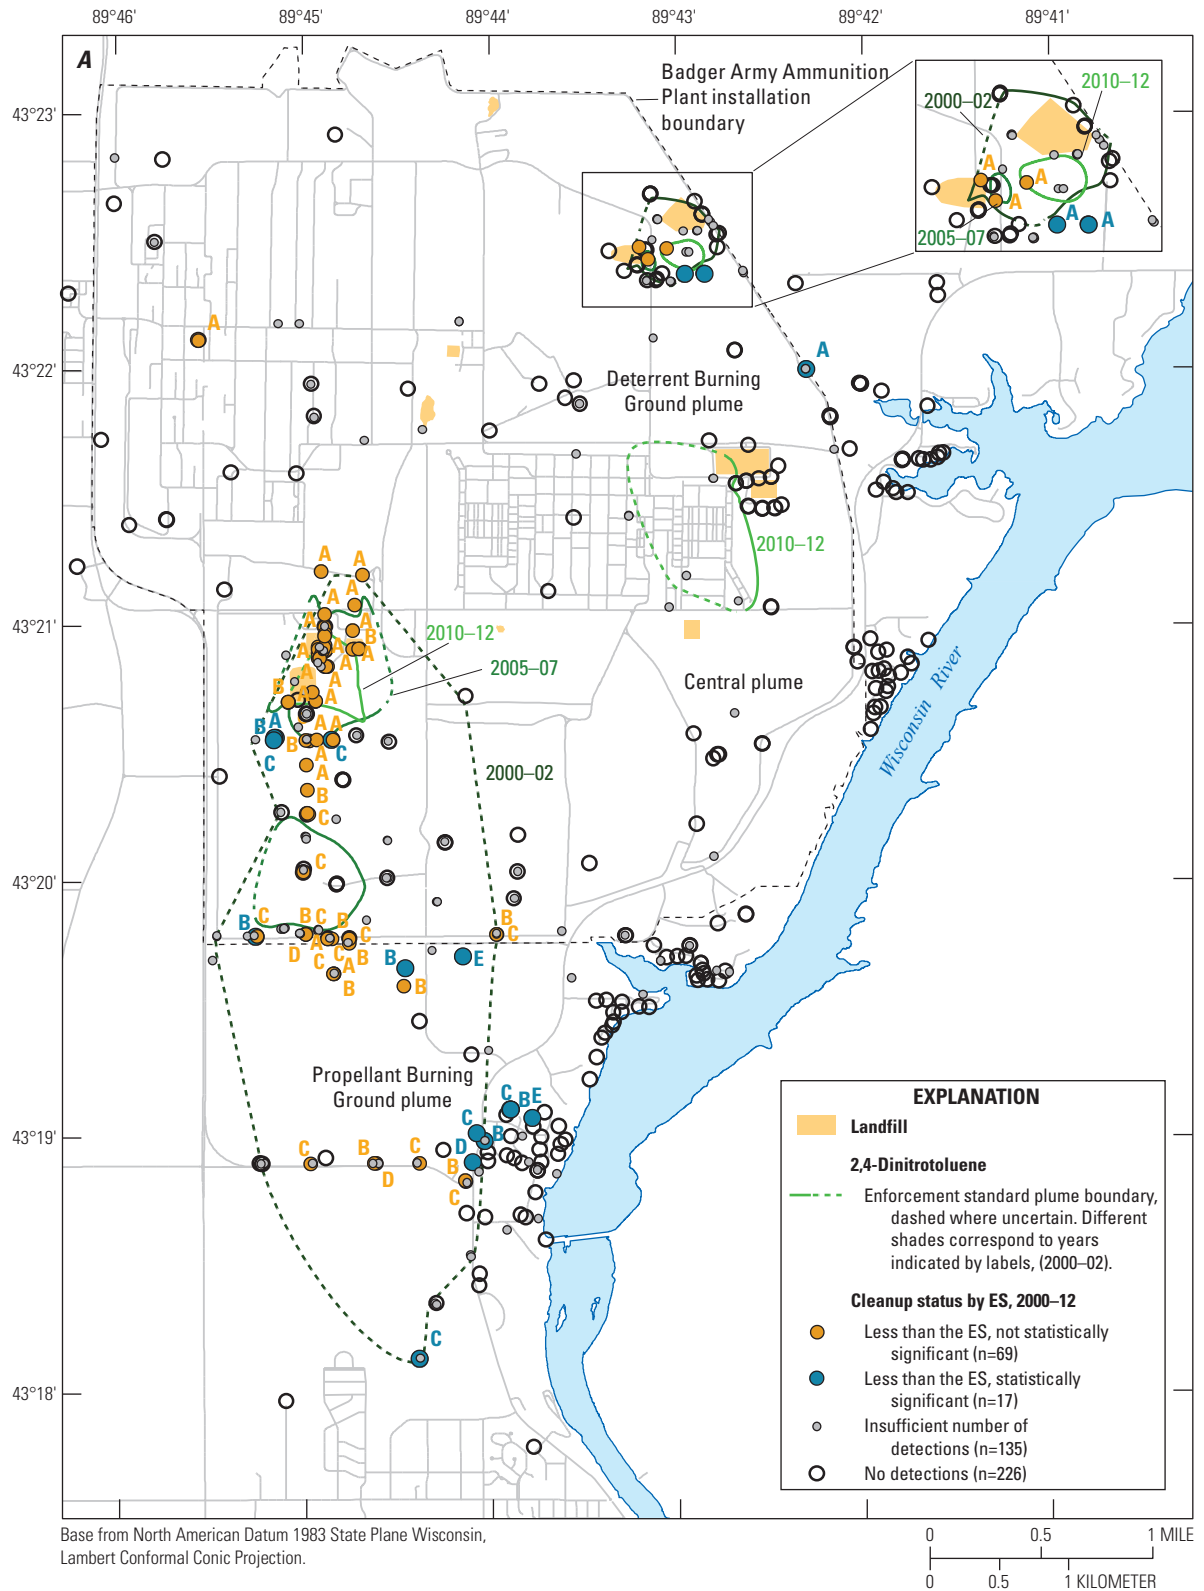 89°46' 89°45' 89°44' 89°43' 89°42' 89°41'
A
43°23'
43°22'
43°21'
43°20'
43°19'
43°18'
Badger Army Ammunition
Plant installation
boundary
2010–12
2000–02
A
A
A
A A
2005–07
A
A
Deterrent Burning
Ground plume
2010–12
A
A
A
A
A
A
B
A
A
A
2010–12
2005–07
A
B
A
A
Central plume
B A
A A
B
C
C
A
A
2000–02
B
C
C
Wisconsin River
B C
B C
B
C
B
C
D
A
C
C
A
B
B
B
E
B
Propellant Burning
Ground plume
C
B E
C
B
D
C
B
D
C
B
C
C
EXPLANATION
Landfill
2,4-Dinitrotoluene
Enforcement standard plume boundary,
dashed where uncertain. Different
shades correspond to years
indicated by labels, (2000–02).
Cleanup status by ES, 2000–12
Less than the ES, not statistically
significant (n=69)
Less than the ES, statistically
significant (n=17)
Insufficient number of
detections (n=135)
No detections (n=226)
Base from North American Datum 1983 State Plane Wisconsin,
Lambert Conformal Conic Projection.
0 0.5 1 MILE
0 0.5 1 KILOMETER